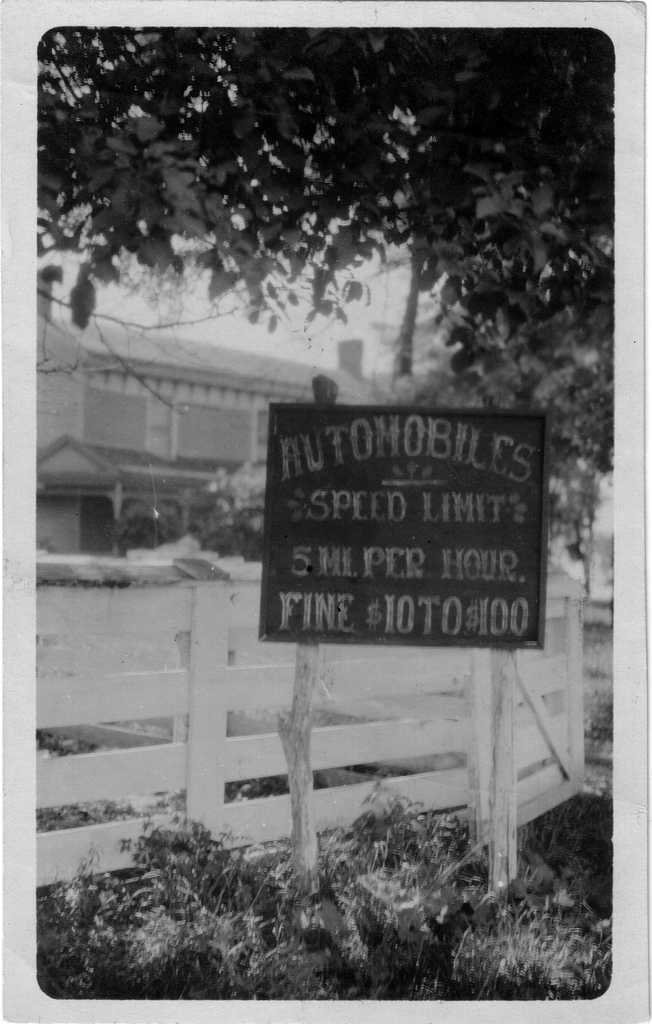 AUTOMOBILES
SPEED LIMIT
5 MI. PER HOUR.
FINE $10 TO $100